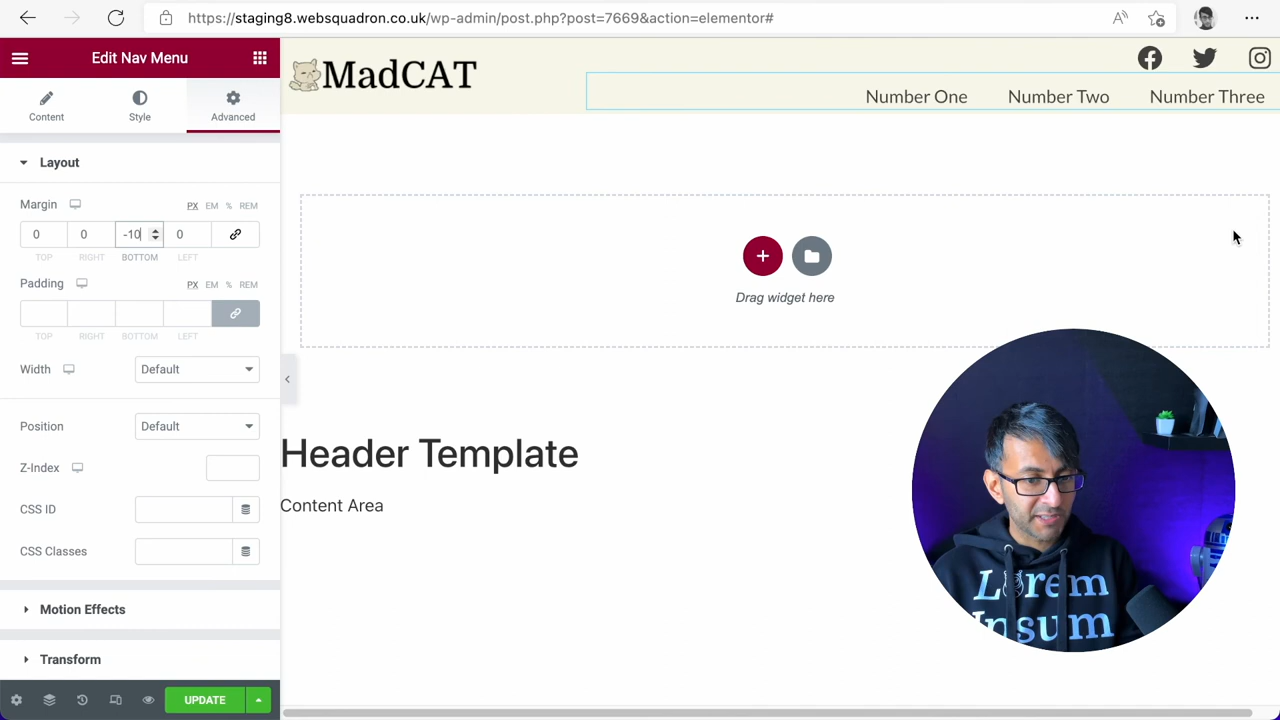 https://staging8.websquadron.co.uk/wp-admin/post.php?post=7669&action=elementor#
Edit Nav Menu
Content
Style
Advanced
MadCAT
Number One
Number Two
Number Three
Layout
Margin
PX EM % REM
0
0
-10
0
TOP
RIGHT
BOTTOM
LEFT
Padding
PX EM % REM
TOP
RIGHT
BOTTOM
LEFT
Drag widget here
Width
Default
Position
Default
Z-Index
CSS ID
CSS Classes
Header Template
Content Area
Motion Effects
Transform
UPDATE
Lorem
Ipsum